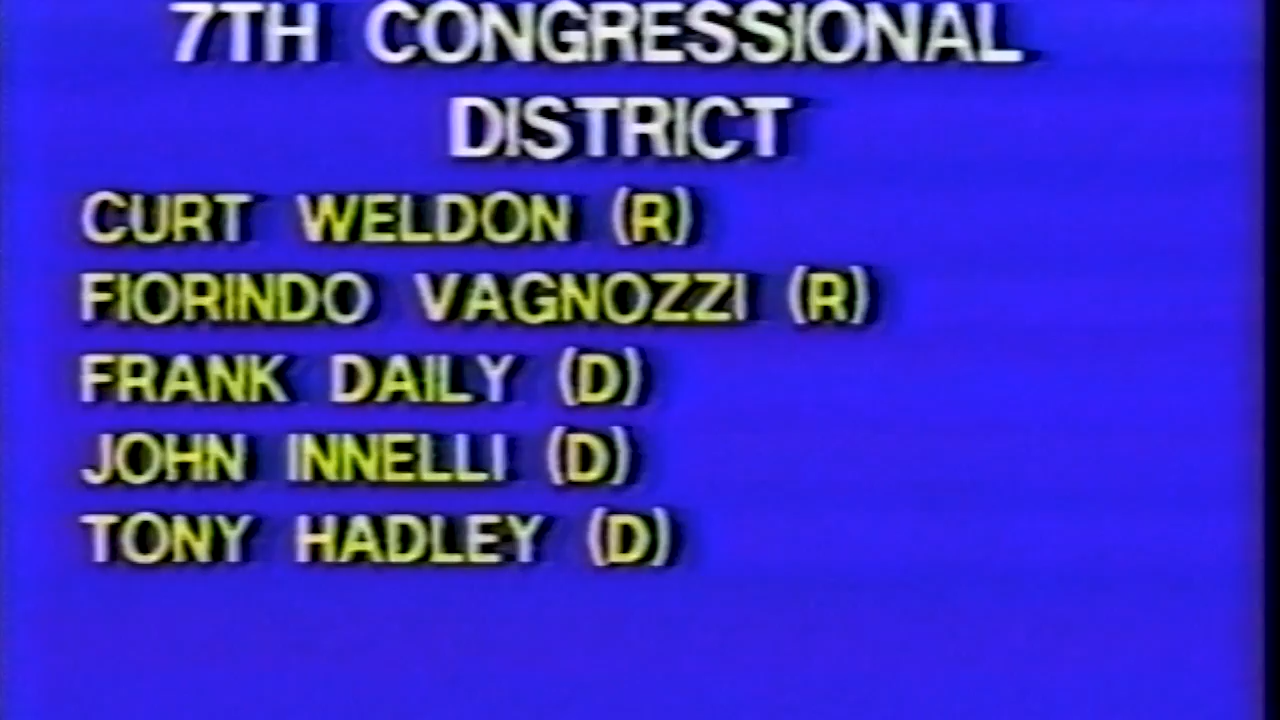 7TH CONGRESSIONAL
DISTRICT
CURT WELDON (R)
FIORINDO VAGNOZZI (R)
FRANK DAILY (D)
JOHN INNELLI (D)
TONY HADLEY (D)